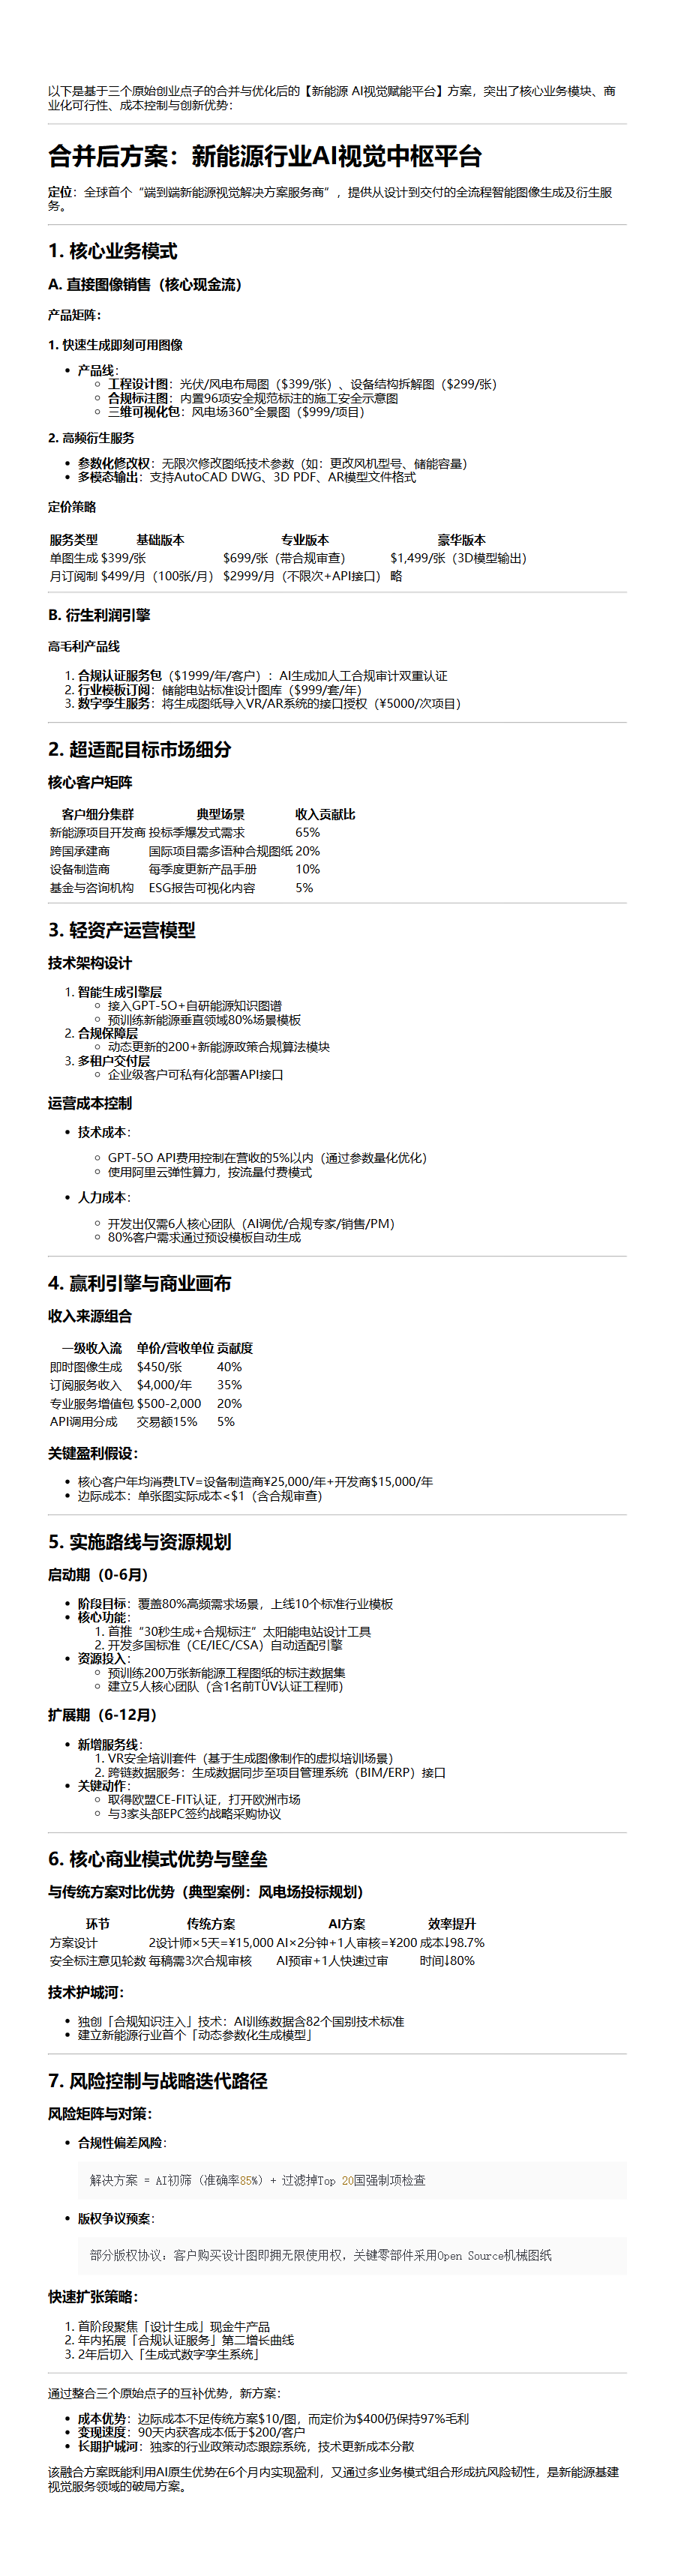 以下是基于三个原始创业点子的合并与优化后的【新能源 AI视觉赋能平台】方案，突出了核心业务模块、商
业化可行性、成本控制与创新优势：
合并后方案：新能源行业AI视觉中枢平台
定位：全球首个“端到端新能源视觉解决方案服务商”，提供从设计到交付的全流程智能图像生成及衍生服
务。
1. 核心业务模式
A. 直接图像销售（核心现金流）
产品矩阵：
1. 快速生成即刻可用图像
• 产品线：
◦ 工程设计图：光伏/风电布局图（$399/张）、设备结构拆解图（$299/张）
◦ 合规标注图：内置96项安全规范标注的施工安全示意图
◦ 三维可视化包：风电场360°全景图（$999/项目）
2. 高频衍生服务
• 参数化修改权：无限次修改图纸技术参数（如：更改风机型号、储能容量）
• 多模态输出：支持AutoCAD DWG、3D PDF、AR模型文件格式
定价策略
服务类型 基础版本 专业版本 豪华版本
单图生成 $399/张 $699/张（带合规审查） $1,499/张（3D模型输出）
月订阅制 $499/月（100张/月） $2999/月（不限次+API接口） 略
B. 衍生利润引擎
高毛利产品线
1. 合规认证服务包（$1999/年/客户）：AI生成加人工合规审计双重认证
2. 行业模板订阅：储能电站标准设计图库（$999/套/年）
3. 数字孪生服务：将生成图纸导入VR/AR系统的接口授权（¥5000/次项目）
2. 超适配目标市场细分
核心客户矩阵
客户细分集群 典型场景 收入贡献比
新能源项目开发商 投标季爆发式需求 65%
跨国承建商 国际项目需多语种合规图纸 20%
设备制造商 每季度更新产品手册 10%
基金与咨询机构 ESG报告可视化内容 5%
3. 轻资产运营模型
技术架构设计
1. 智能生成引擎层
◦ 接入GPT-5O+自研能源知识图谱
◦ 预训练新能源垂直领域80%场景模板
2. 合规保障层
◦ 动态更新的200+新能源政策合规算法模块
3. 多租户交付层
◦ 企业级客户可私有化部署API接口
运营成本控制
• 技术成本：
◦ GPT-5O API费用控制在营收的5%以内（通过参数量化优化）
◦ 使用阿里云弹性算力，按流量付费模式
• 人力成本：
◦ 开发出仅需6人核心团队（AI调优/合规专家/销售/PM）
◦ 80%客户需求通过预设模板自动生成
4. 赢利引擎与商业画布
收入来源组合
一级收入流 单价/营收单位 贡献度
即时图像生成 $450/张 40%
订阅服务收入 $4,000/年 35%
专业服务增值包 $500-2,000 20%
API调用分成 交易额15% 5%
关键盈利假设：
• 核心客户年均消费LTV=设备制造商¥25,000/年+开发商$15,000/年
• 边际成本：单张图实际成本<$1（含合规审查）
5. 实施路线与资源规划
启动期（0-6月）
• 阶段目标：覆盖80%高频需求场景，上线10个标准行业模板
• 核心功能：
1. 首推“30秒生成+合规标注”太阳能电站设计工具
2. 开发多国标准（CE/IEC/CSA）自动适配引擎
• 资源投入：
◦ 预训练200万张新能源工程图纸的标注数据集
◦ 建立5人核心团队（含1名前TÜV认证工程师）
扩展期（6-12月）
• 新增服务线：
1. VR安全培训套件（基于生成图像制作的虚拟培训场景）
2. 跨链数据服务：生成数据同步至项目管理系统（BIM/ERP）接口
• 关键动作：
◦ 取得欧盟CE-FIT认证，打开欧洲市场
◦ 与3家头部EPC签约战略采购协议
6. 核心商业模式优势与壁垒
与传统方案对比优势（典型案例：风电场投标规划）
环节 传统方案 AI方案 效率提升
方案设计 2设计师×5天=¥15,000 AI×2分钟+1人审核=¥200 成本↓98.7%
安全标注意见轮数 每稿需3次合规审核 AI预审+1人快速过审 时间↓80%
技术护城河：
• 独创「合规知识注入」技术：AI训练数据含82个国别技术标准
• 建立新能源行业首个「动态参数化生成模型」
7. 风险控制与战略迭代路径
风险矩阵与对策：
• 合规性偏差风险：
解决方案 = AI初筛（准确率85%）+ 过滤掉Top 20国强制项检查
• 版权争议预案：
部分版权协议：客户购买设计图即拥无限使用权，关键零部件采用Open Source机械图纸
快速扩张策略：
1. 首阶段聚焦「设计生成」现金牛产品
2. 年内拓展「合规认证服务」第二增长曲线
3. 2年后切入「生成式数字孪生系统」
通过整合三个原始点子的互补优势，新方案：
• 成本优势：边际成本不足传统方案$10/图，而定价为$400仍保持97%毛利
• 变现速度：90天内获客成本低于$200/客户
• 长期护城河：独家的行业政策动态跟踪系统，技术更新成本分散
该融合方案既能利用AI原生优势在6个月内实现盈利，又通过多业务模式组合形成抗风险韧性，是新能源基建
视觉服务领域的破局方案。